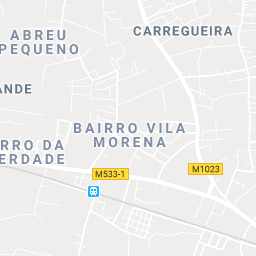 ABREU
PEQUENO
CARREGUEIRA
ANDE
BAIRRO VILA
MORENA
RRO DA
ERDADE
M533-1
M1023